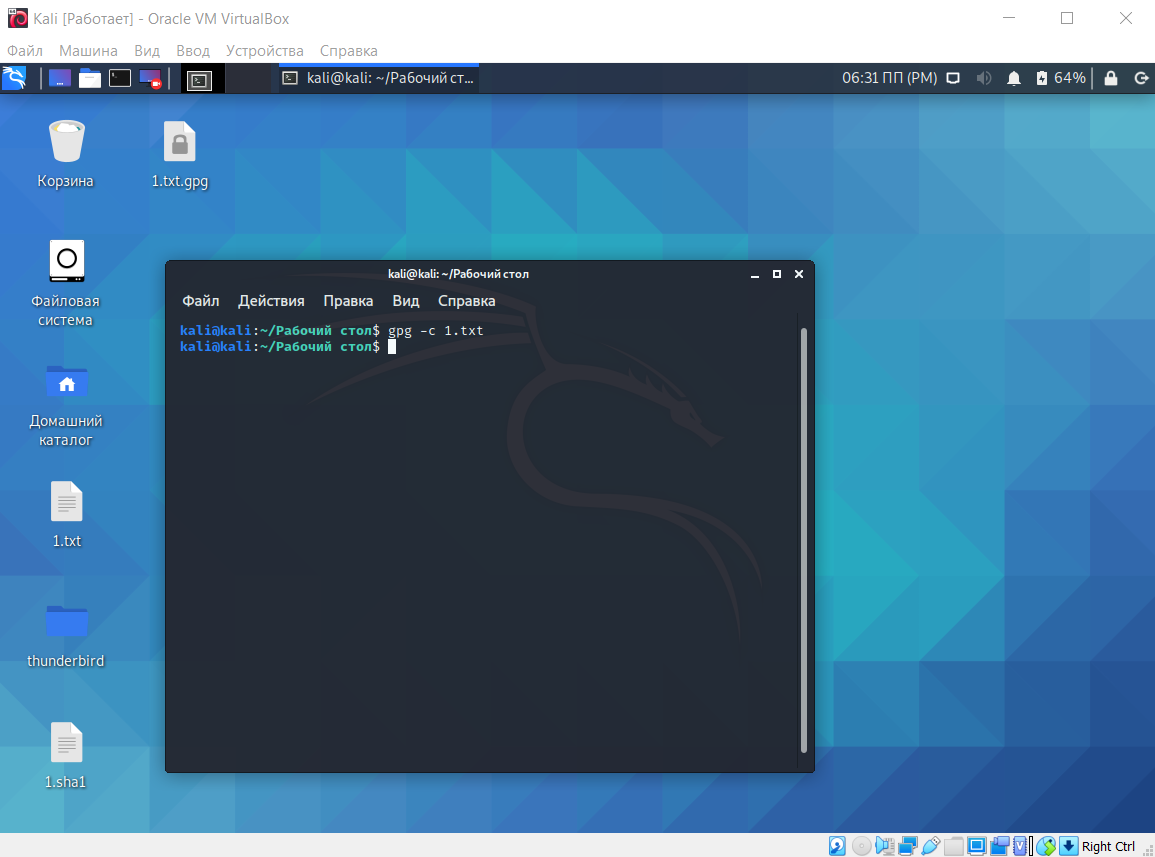 Kali [Работает] - Oracle VM VirtualBox
Файл Машина Вид Ввод Устройства Справка
kali@kali: ~/Рабочий ст... 06:31 ПП (PM) 64%
Корзина 1.txt.gpg
Файловая
система
Домашний
каталог
1.txt
thunderbird
1.sha1
kali@kali: ~/Рабочий стол
Файл Действия Правка Вид Справка
kali@kali:~/Рабочий стол$ gpg -c 1.txt
kali@kali:~/Рабочий стол$
Right Ctrl